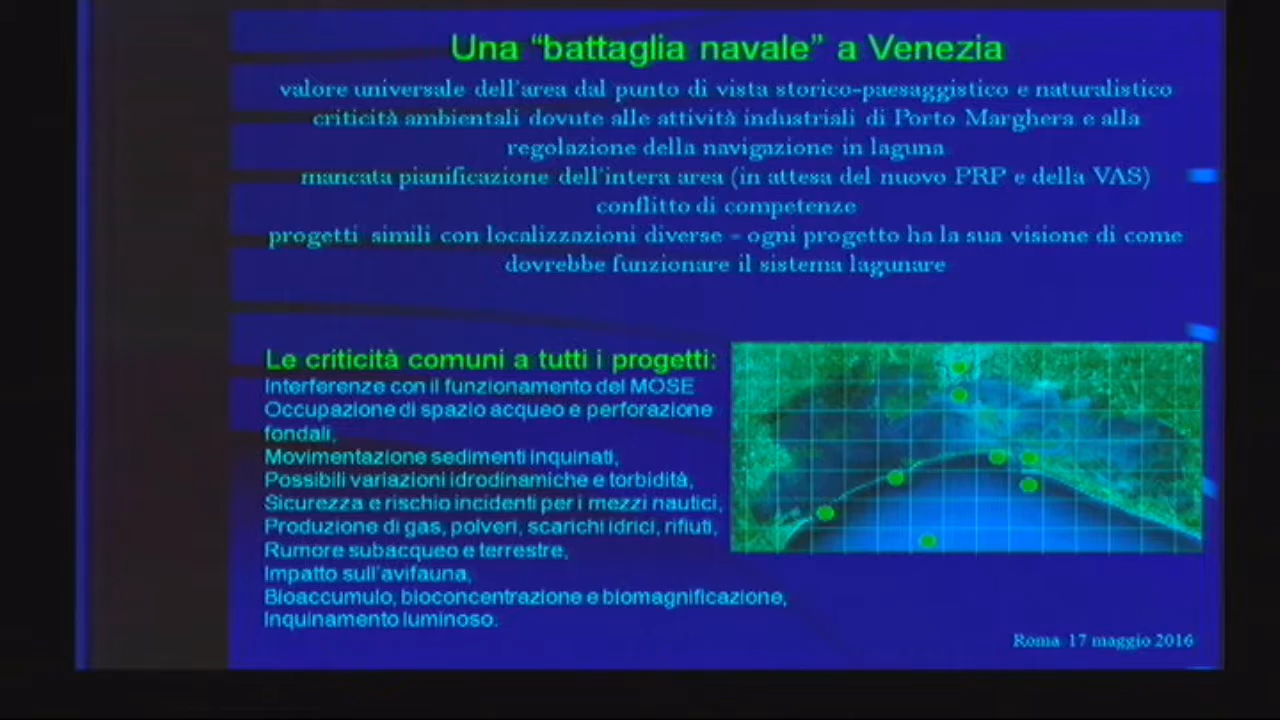 Una “battaglia navale” a Venezia
valore universale dell'area dal punto di vista storico-paesaggistico e naturalistico
criticità ambientali dovute alle attività industriali di Porto Marghera e alla
regolazione della navigazione in laguna
mancata pianificazione dell'intera area (in attesa del nuovo PRP e della VAS)
conflitto di competenze
progetti simili con localizzazioni diverse - ogni progetto ha la sua visione di come
dovrebbe funzionare il sistema lagunare
Le criticità comuni a tutti i progetti:
Interferenze con il funzionamento del MOSE
Occupazione di spazio acqueo e perforazione
fondali,
Movimentazione sedimenti inquinati,
Possibili variazioni idrodinamiche e torbidità,
Sicurezza e rischio incidenti per i mezzi nautici,
Produzione di gas, polveri, scarichi idrici, rifiuti,
Rumore subacqueo e terrestre,
Impatto sull'avifauna,
Bioaccumulo, bioconcentrazione e biomagnificazione,
Inquinamento luminoso.
Roma 17 maggio 2016